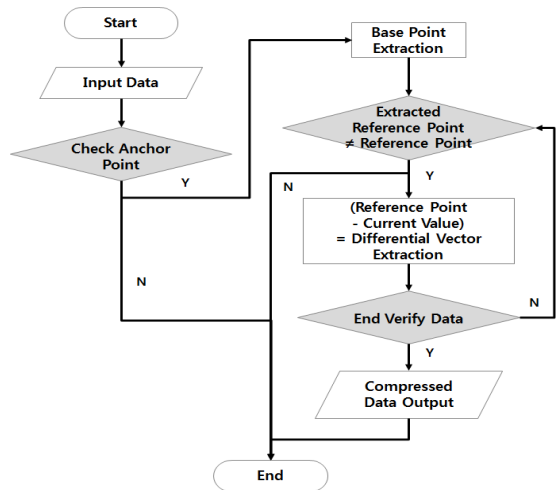 Start
Input Data
Check Anchor
Point
Y
N
Base Point
Extraction
Extracted
Reference Point
≠ Reference Point
N
Y
(Reference Point
- Current Value)
= Differential Vector
Extraction
End Verify Data
N
Y
Compressed
Data Output
End